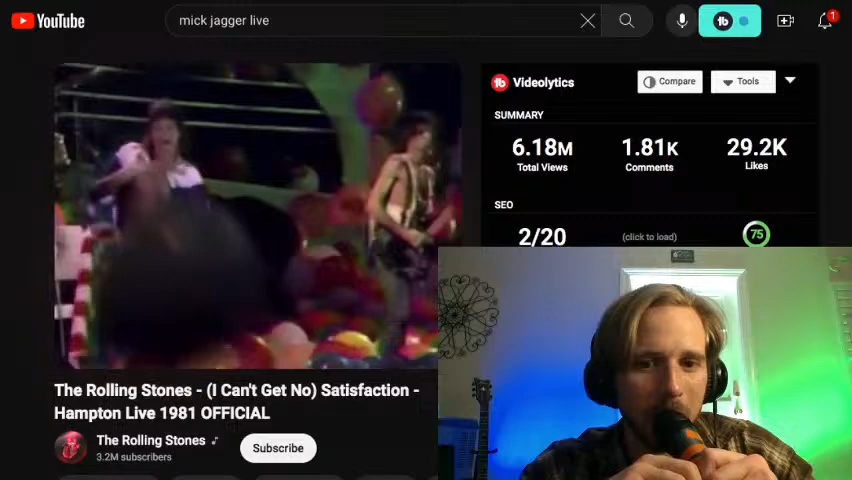 YouTube
mick jagger live
1
Videolytics
Compare
Tools
SUMMARY
6.18M
1.81K
29.2K
Total Views
Comments
Likes
SEO
2/20
(click to load)
75
The Rolling Stones - (I Can't Get No) Satisfaction -
Hampton Live 1981 OFFICIAL
The Rolling Stones
3.2M subscribers
Subscribe